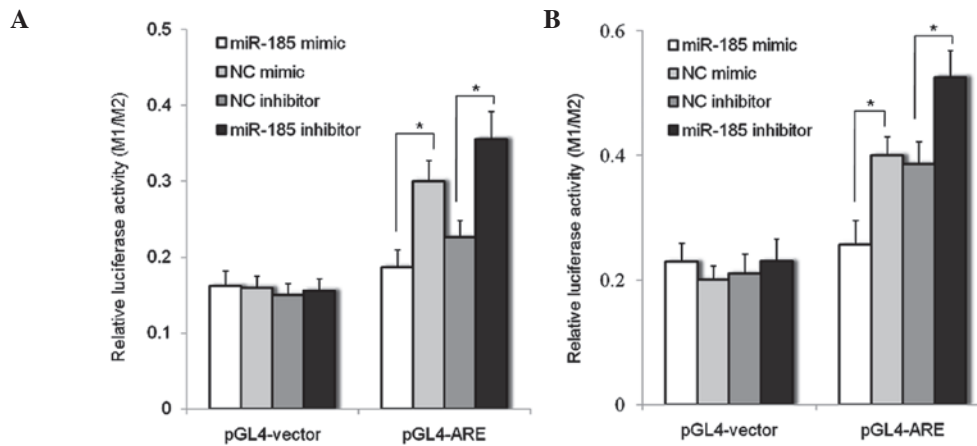 A
Relative luciferase activity (M1/M2)
0.5
0.4
0.3
0.2
0.1
0
miR-185 mimic
NC mimic
NC inhibitor
miR-185 inhibitor
*
*
pGL4-vector
pGL4-ARE
B
Relative luciferase activity (M1/M2)
0.6
0.4
0.2
0
miR-185 mimic
NC mimic
NC inhibitor
miR-185 inhibitor
*
*
pGL4-vector
pGL4-ARE